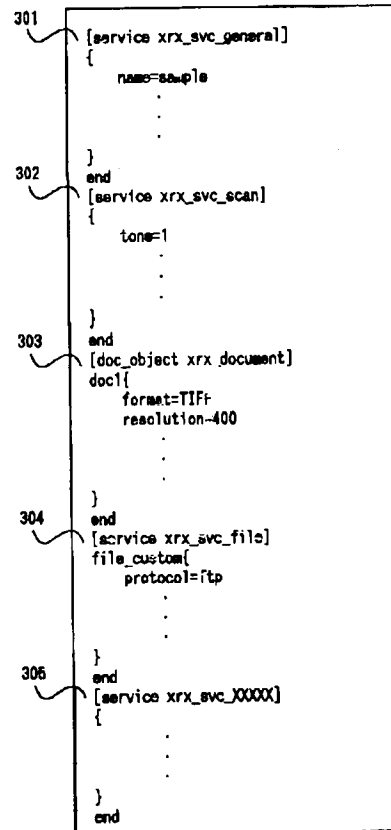 301
[service xrx_svc_general]
{
name=sample
.
.
.
}
end
302
[service xrx_svc_scan]
{
tone=1
.
.
.
}
end
303
[doc_object xrx_document]
doc1{
format=TIFF
resolution=400
.
.
.
}
end
304
[service xrx_svc_file]
file_custom{
protocol=ftp
.
.
.
}
end
305
[service xrx_svc_XXXXX]
{
.
.
.
}
end